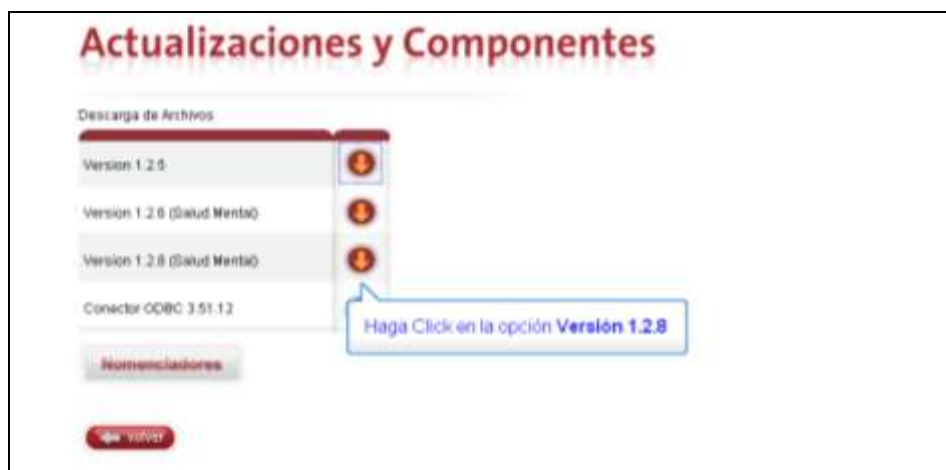 Actualizaciones y Componentes
Descarga de Archivos
Version 1.2.5
Version 1.2.6 (Salud Mental)
Version 1.2.8 (Salud Mental)
Conector ODBC 3.51.12
Haga Click en la opción Versión 1.2.8
Nomencladores
volver